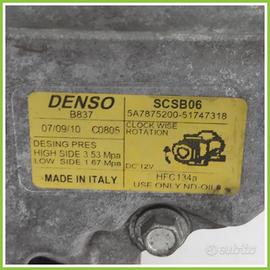 DENSO
SCSB06
B837
5A7875200-51747318
07/09/10 C0805
CLOCK WISE
ROTATION
DESING PRES
HIGH SIDE 3.53 Mpa
LOW SIDE 1.67 Mpa
DC 12V
HFC134a
MADE IN ITALY
USE ONLY ND-OIL8
subito